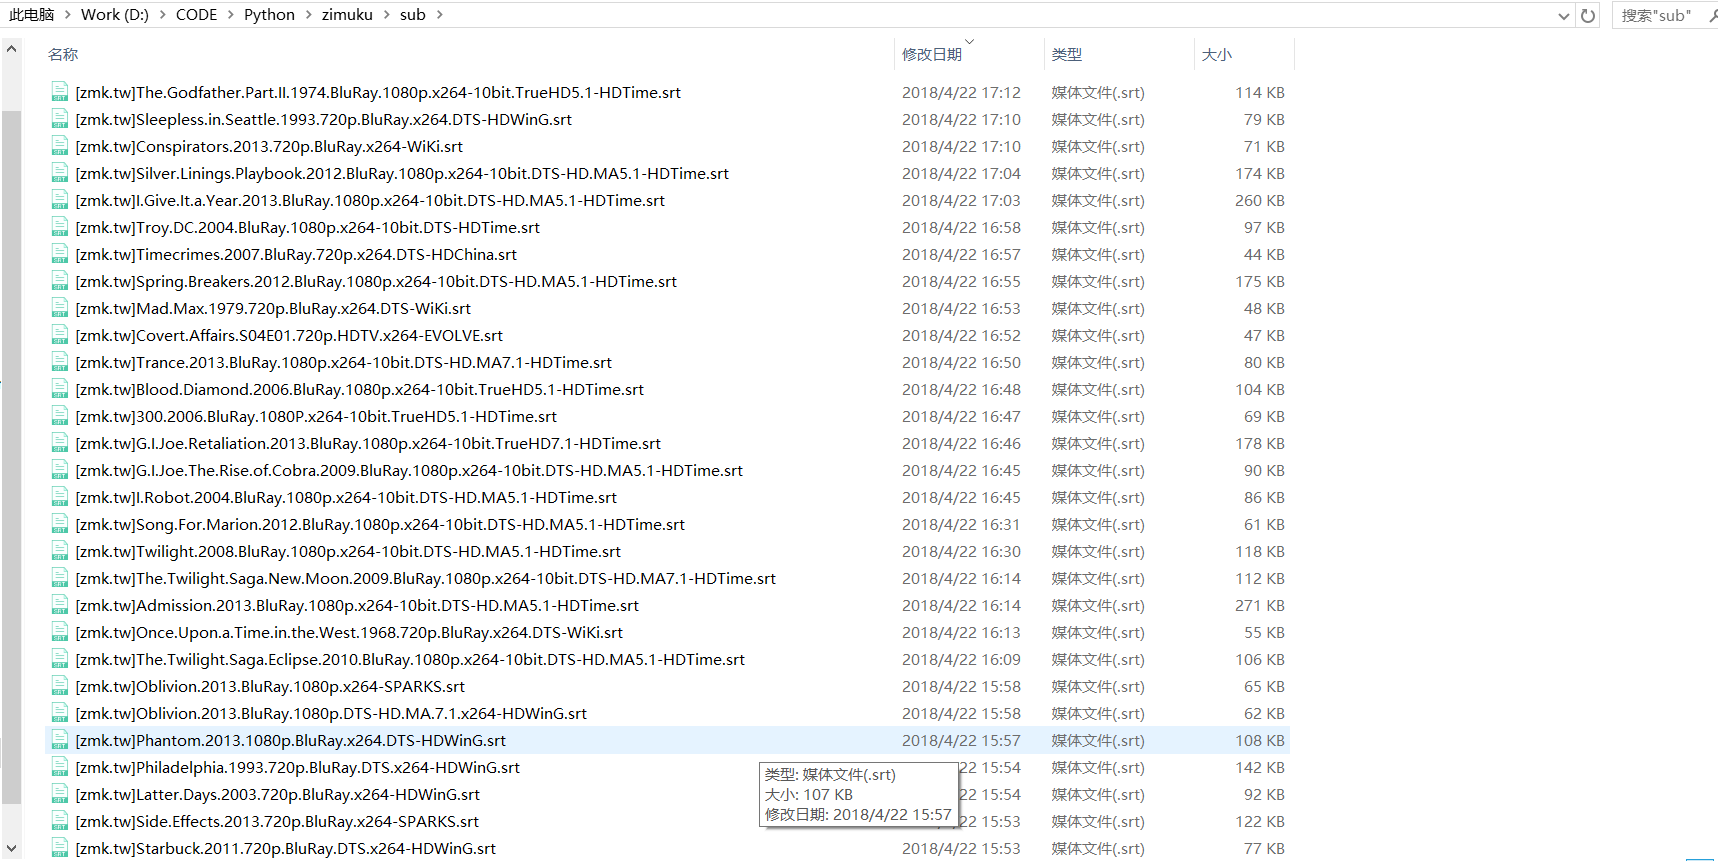 此电脑 > Work (D:) > CODE > Python > zimuku > sub >
搜索"sub"
名称 修改日期 类型 大小
[zmk.tw]The.Godfather.Part.II.1974.BluRay.1080p.x264-10bit.TrueHD5.1-HDTime.srt 2018/4/22 17:12 媒体文件(.srt) 114 KB
[zmk.tw]Sleepless.in.Seattle.1993.720p.BluRay.x264.DTS-HDWinG.srt 2018/4/22 17:10 媒体文件(.srt) 79 KB
[zmk.tw]Conspirators.2013.720p.BluRay.x264-WiKi.srt 2018/4/22 17:10 媒体文件(.srt) 71 KB
[zmk.tw]Silver.Linings.Playbook.2012.BluRay.1080p.x264-10bit.DTS-HD.MA5.1-HDTime.srt 2018/4/22 17:04 媒体文件(.srt) 174 KB
[zmk.tw]I.Give.It.a.Year.2013.BluRay.1080p.x264-10bit.DTS-HD.MA5.1-HDTime.srt 2018/4/22 17:03 媒体文件(.srt) 260 KB
[zmk.tw]Troy.DC.2004.BluRay.1080p.x264-10bit.DTS-HDTime.srt 2018/4/22 16:58 媒体文件(.srt) 97 KB
[zmk.tw]Timecrimes.2007.BluRay.720p.x264.DTS-HDChina.srt 2018/4/22 16:57 媒体文件(.srt) 44 KB
[zmk.tw]Spring.Breakers.2012.BluRay.1080p.x264-10bit.DTS-HD.MA5.1-HDTime.srt 2018/4/22 16:55 媒体文件(.srt) 175 KB
[zmk.tw]Mad.Max.1979.720p.BluRay.x264.DTS-WiKi.srt 2018/4/22 16:53 媒体文件(.srt) 48 KB
[zmk.tw]Covert.Affairs.S04E01.720p.HDTV.x264-EVOLVE.srt 2018/4/22 16:52 媒体文件(.srt) 47 KB
[zmk.tw]Trance.2013.BluRay.1080p.x264-10bit.DTS-HD.MA7.1-HDTime.srt 2018/4/22 16:50 媒体文件(.srt) 80 KB
[zmk.tw]Blood.Diamond.2006.BluRay.1080p.x264-10bit.TrueHD5.1-HDTime.srt 2018/4/22 16:48 媒体文件(.srt) 104 KB
[zmk.tw]300.2006.BluRay.1080P.x264-10bit.TrueHD5.1-HDTime.srt 2018/4/22 16:47 媒体文件(.srt) 69 KB
[zmk.tw]G.I.Joe.Retaliation.2013.BluRay.1080p.x264-10bit.TrueHD7.1-HDTime.srt 2018/4/22 16:46 媒体文件(.srt) 178 KB
[zmk.tw]G.I.Joe.The.Rise.of.Cobra.2009.BluRay.1080p.x264-10bit.DTS-HD.MA5.1-HDTime.srt 2018/4/22 16:45 媒体文件(.srt) 90 KB
[zmk.tw]I.Robot.2004.BluRay.1080p.x264-10bit.DTS-HD.MA5.1-HDTime.srt 2018/4/22 16:45 媒体文件(.srt) 86 KB
[zmk.tw]Song.For.Marion.2012.BluRay.1080p.x264-10bit.DTS-HD.MA5.1-HDTime.srt 2018/4/22 16:31 媒体文件(.srt) 61 KB
[zmk.tw]Twilight.2008.BluRay.1080p.x264-10bit.DTS-HD.MA5.1-HDTime.srt 2018/4/22 16:30 媒体文件(.srt) 118 KB
[zmk.tw]The.Twilight.Saga.New.Moon.2009.BluRay.1080p.x264-10bit.DTS-HD.MA7.1-HDTime.srt 2018/4/22 16:14 媒体文件(.srt) 112 KB
[zmk.tw]Admission.2013.BluRay.1080p.x264-10bit.DTS-HD.MA5.1-HDTime.srt 2018/4/22 16:14 媒体文件(.srt) 271 KB
[zmk.tw]Once.Upon.a.Time.in.the.West.1968.720p.BluRay.x264.DTS-WiKi.srt 2018/4/22 16:13 媒体文件(.srt) 55 KB
[zmk.tw]The.Twilight.Saga.Eclipse.2010.BluRay.1080p.x264-10bit.DTS-HD.MA5.1-HDTime.srt 2018/4/22 16:09 媒体文件(.srt) 106 KB
[zmk.tw]Oblivion.2013.BluRay.1080p.x264-SPARKS.srt 2018/4/22 15:58 媒体文件(.srt) 65 KB
[zmk.tw]Oblivion.2013.BluRay.1080p.DTS-HD.MA.7.1.x264-HDWinG.srt 2018/4/22 15:58 媒体文件(.srt) 62 KB
[zmk.tw]Phantom.2013.1080p.BluRay.x264.DTS-HDWinG.srt 2018/4/22 15:57 媒体文件(.srt) 108 KB
[zmk.tw]Philadelphia.1993.720p.BluRay.DTS.x264-HDWinG.srt 22 15:54 媒体文件(.srt) 142 KB
[zmk.tw]Latter.Days.2003.720p.BluRay.x264-HDWinG.srt 22 15:54 媒体文件(.srt) 92 KB
[zmk.tw]Side.Effects.2013.720p.BluRay.x264-SPARKS.srt 22 15:53 媒体文件(.srt) 122 KB
[zmk.tw]Starbuck.2011.720p.BluRay.DTS.x264-HDWinG.srt 2018/4/22 15:53 媒体文件(.srt) 77 KB
类型: 媒体文件(.srt)
大小: 107 KB
修改日期: 2018/4/22 15:57